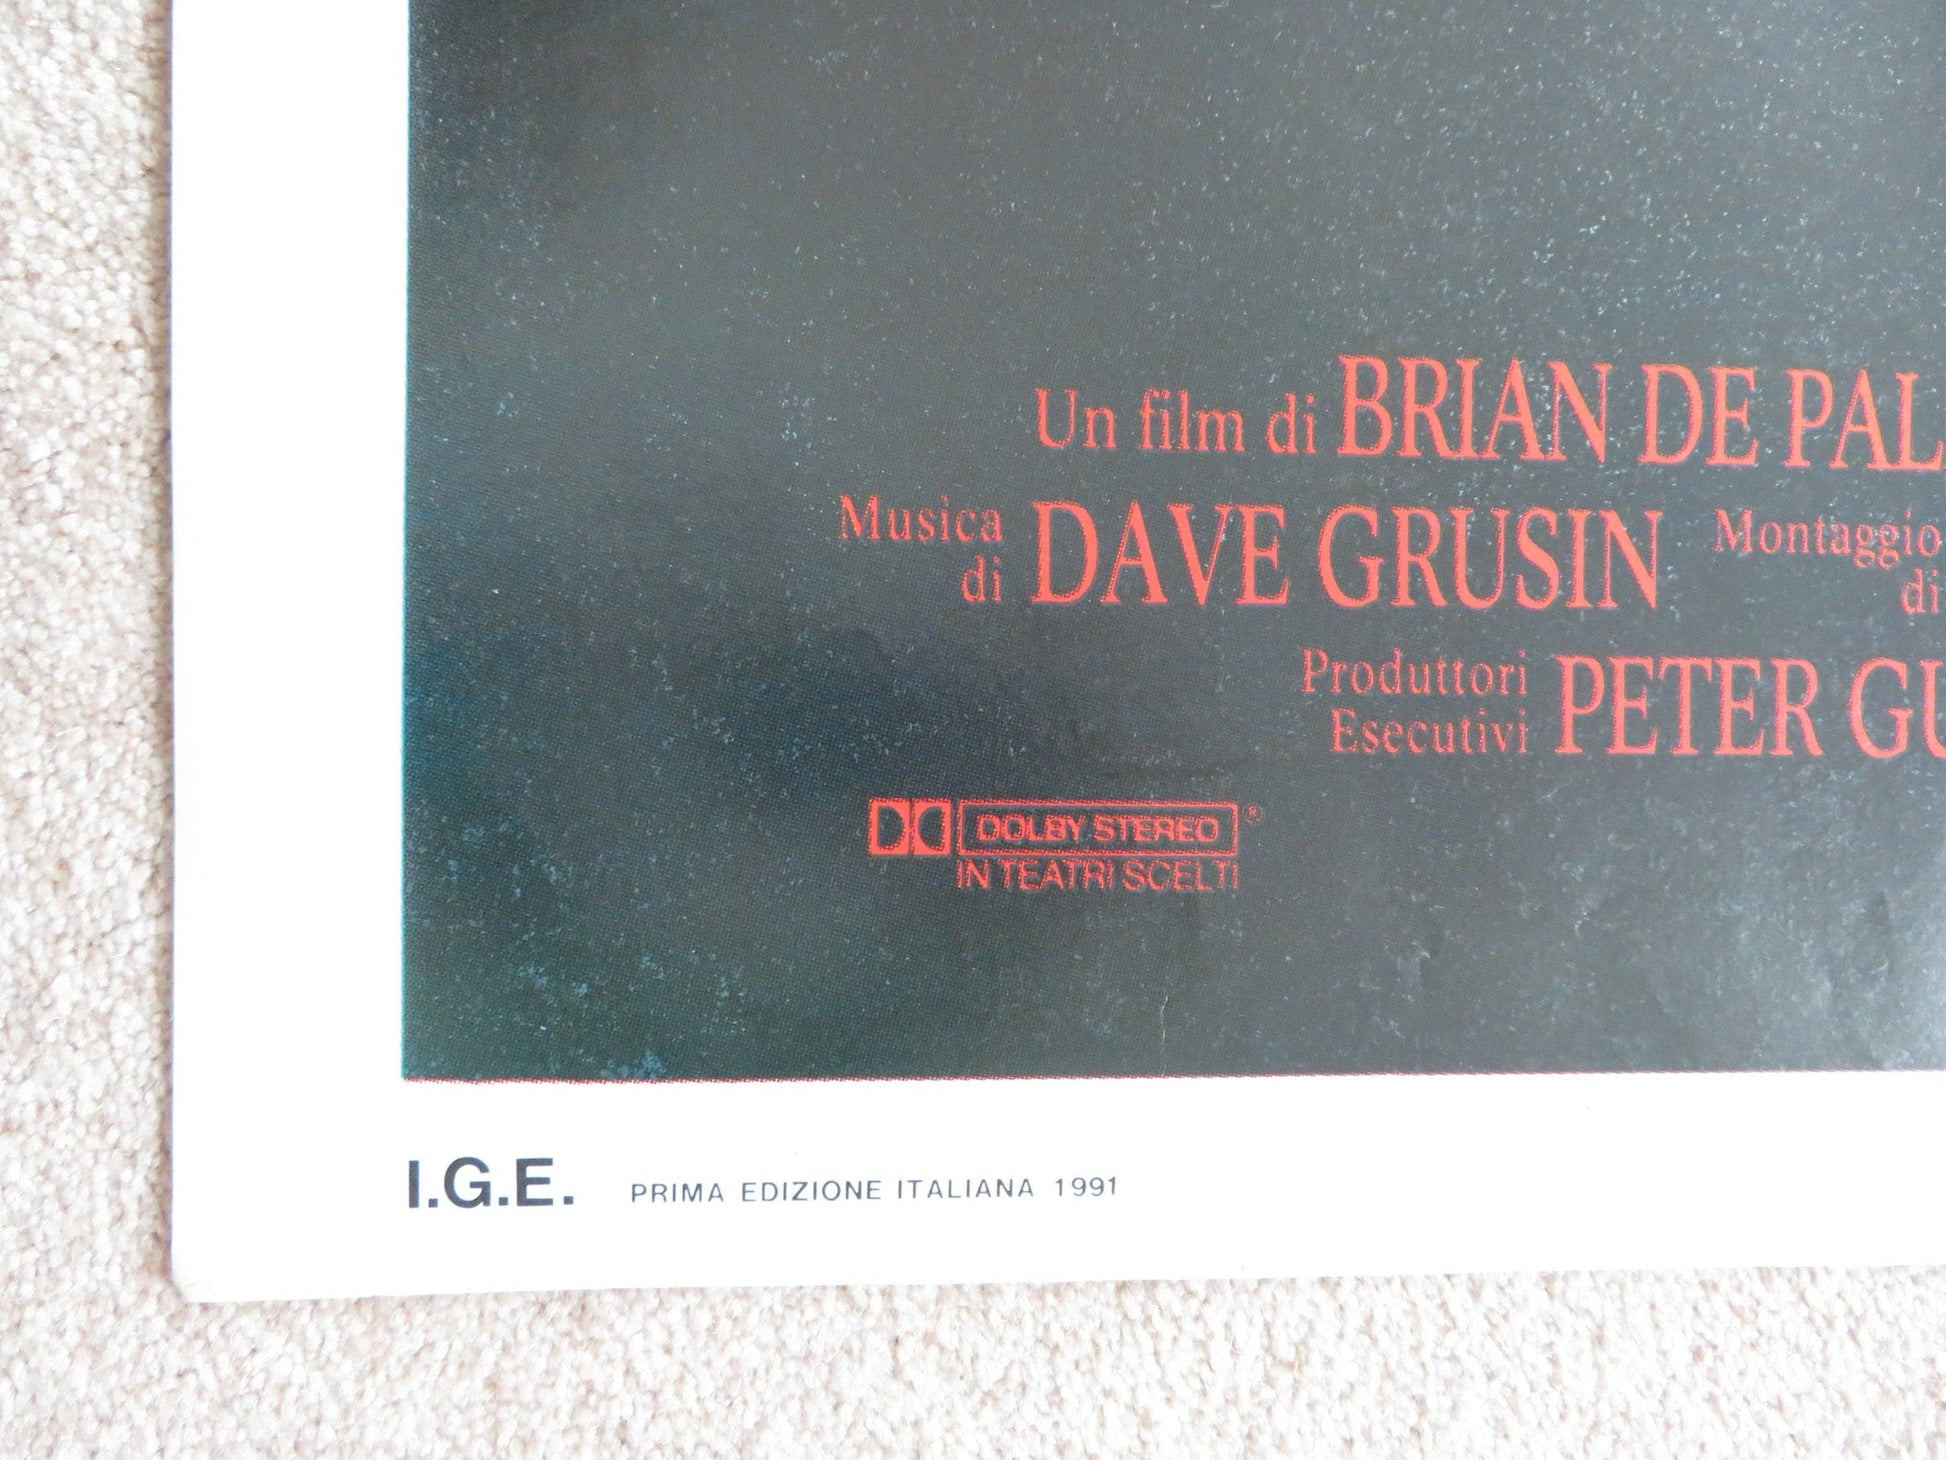 Un film di BRIAN DE PAL
Musica di DAVE GRUSIN Montaggio di
Produttori Esecutivi PETER GU
DOLBY STEREO ®
IN TEATRI SCELTI
I.G.E. PRIMA EDIZIONE ITALIANA 1991